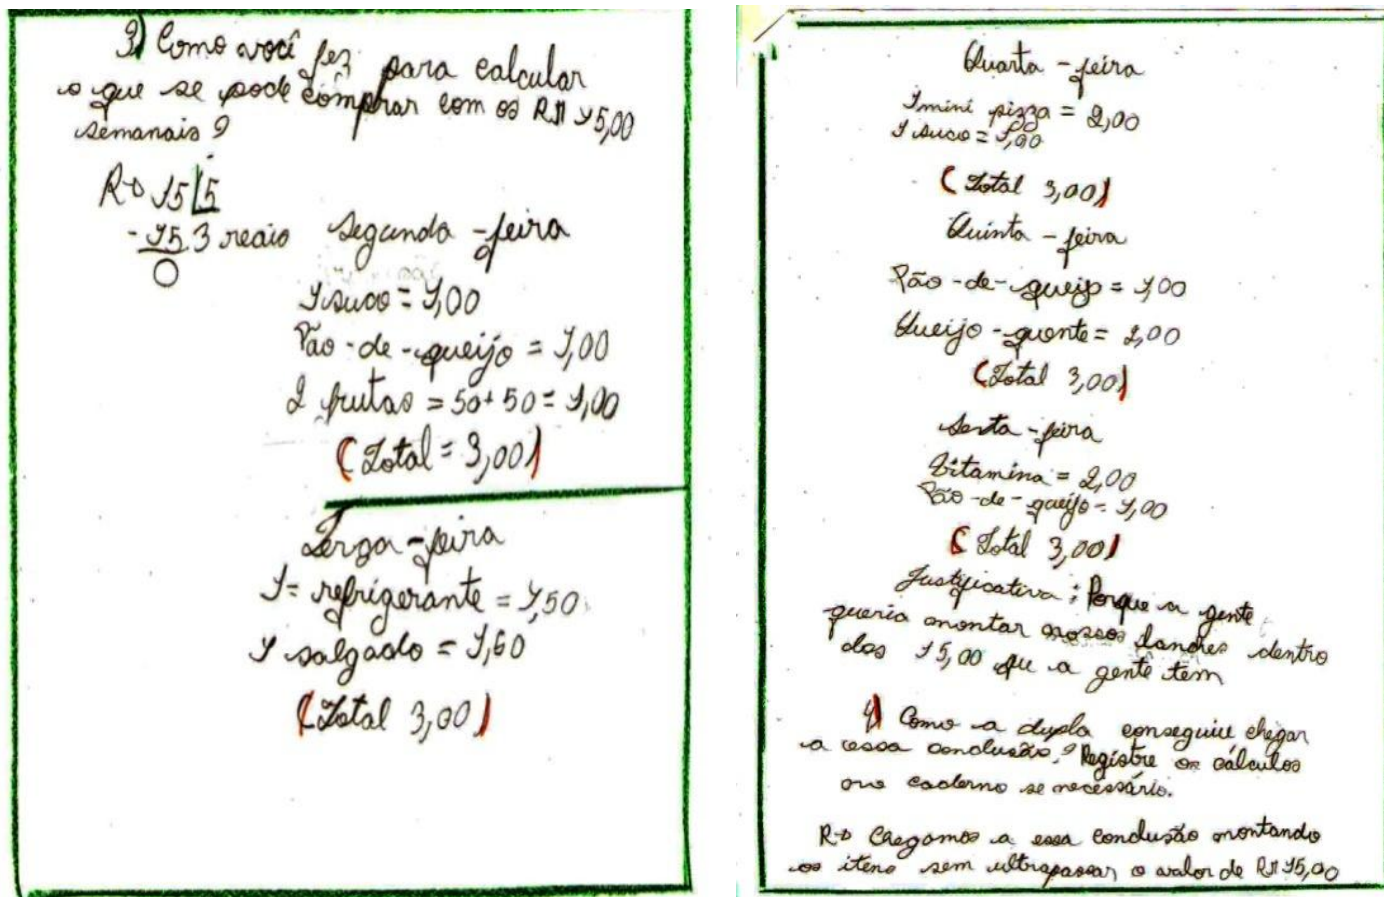 3) Como você fez para calcular
o que se pode comprar com os R$ 15,00
semanais?
R→ 15 5
- 15 3 reais
0
Segunda - feira
1 suco = 1,00
Pão - de - queijo = 1,00
2 frutas = 50 + 50 = 1,00
(Total = 3,00)
Terça - feira
1 = refrigerante = 1,50
1 salgado = 1,60
(Total 3,00)
Quarta - feira
1 mini pizza = 2,00
1 suco = 1,00
(Total 3,00)
Quinta - feira
Pão - de - queijo = 1,00
Queijo - quente = 2,00
(Total 3,00)
Sexta - feira
Vitamina = 2,00
Pão - de - queijo = 1,00
(Total 3,00)
Justificativa: Porque a gente
queria montar nossos lanches dentro
dos 15,00 que a gente tem
4) Como a dupla conseguiu chegar
a essa conclusão? Registre os cálculos
no caderno se necessário.
R→ Chegamos a essa conclusão montando
os itens sem ultrapassar o valor de R$ 15,00